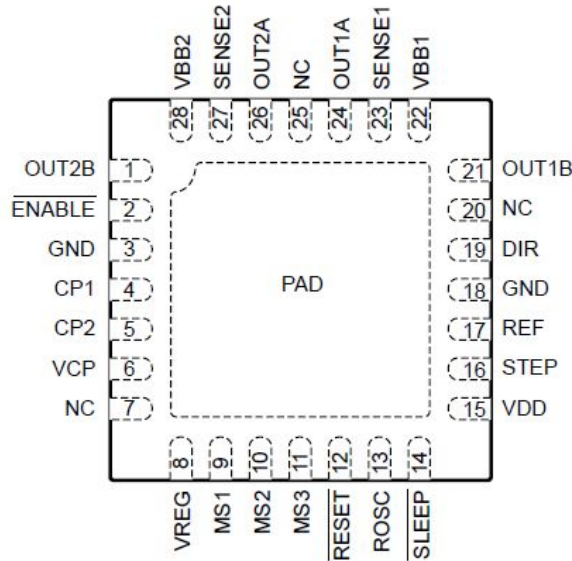 VBB2
SENSE2
OUT2A
NC
OUT1A
SENSE1
VBB1
28
27
26
25
24
23
22
OUT2B 1
ENABLE 2
GND 3
CP1 4
CP2 5
VCP 6
NC 7
PAD
21 OUT1B
20 NC
19 DIR
18 GND
17 REF
16 STEP
15 VDD
8
9
10
11
12
13
14
VREG
MS1
MS2
MS3
RESET
ROSC
SLEEP